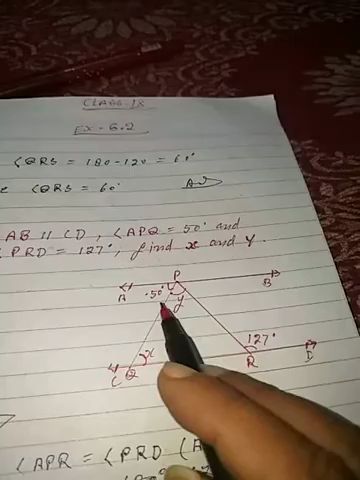 CLASS-IX
EX-6.2
∠QRS = 180-120 = 60°
∠QRS = 60°
AB || CD, ∠APQ = 50° and
PRD = 127°, find x and y.
P
A
B
50°
y
127°
x
C
Q
R
D
∠APR = ∠PRD